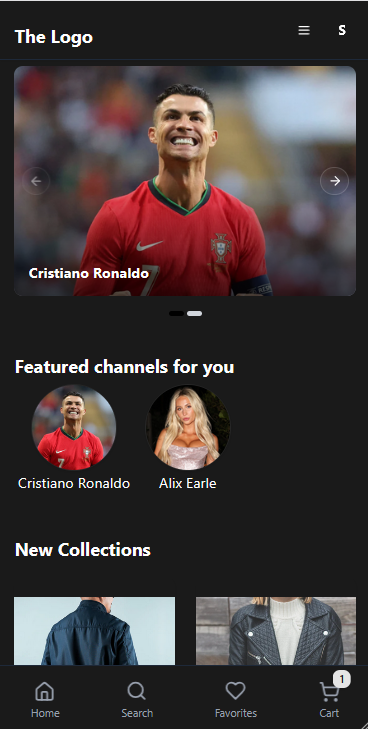 The Logo
S
Cristiano Ronaldo
Featured channels for you
Cristiano Ronaldo
Alix Earle
New Collections
1
Home
Search
Favorites
Cart